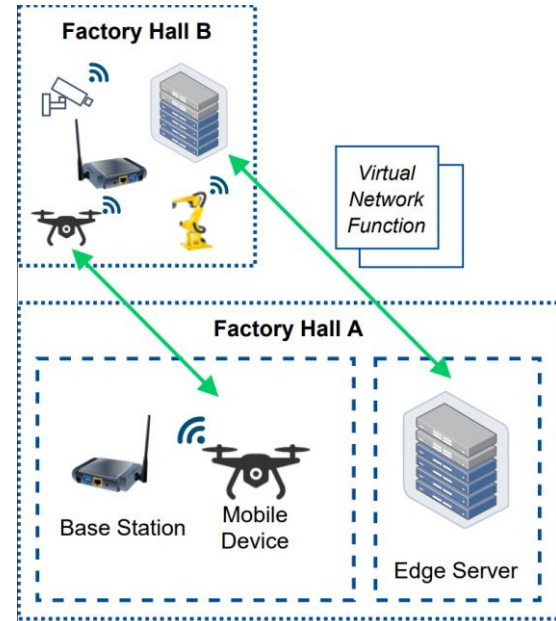 Factory Hall B
Virtual
Network
Function
Factory Hall A
Base Station
Mobile
Device
Edge Server